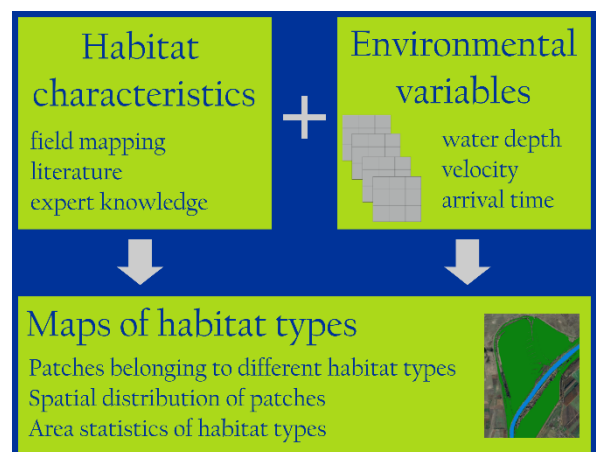 Habitat
characteristics
field mapping
literature
expert knowledge
+
Environmental
variables
water depth
velocity
arrival time
Maps of habitat types
Patches belonging to different habitat types
Spatial distribution of patches
Area statistics of habitat types